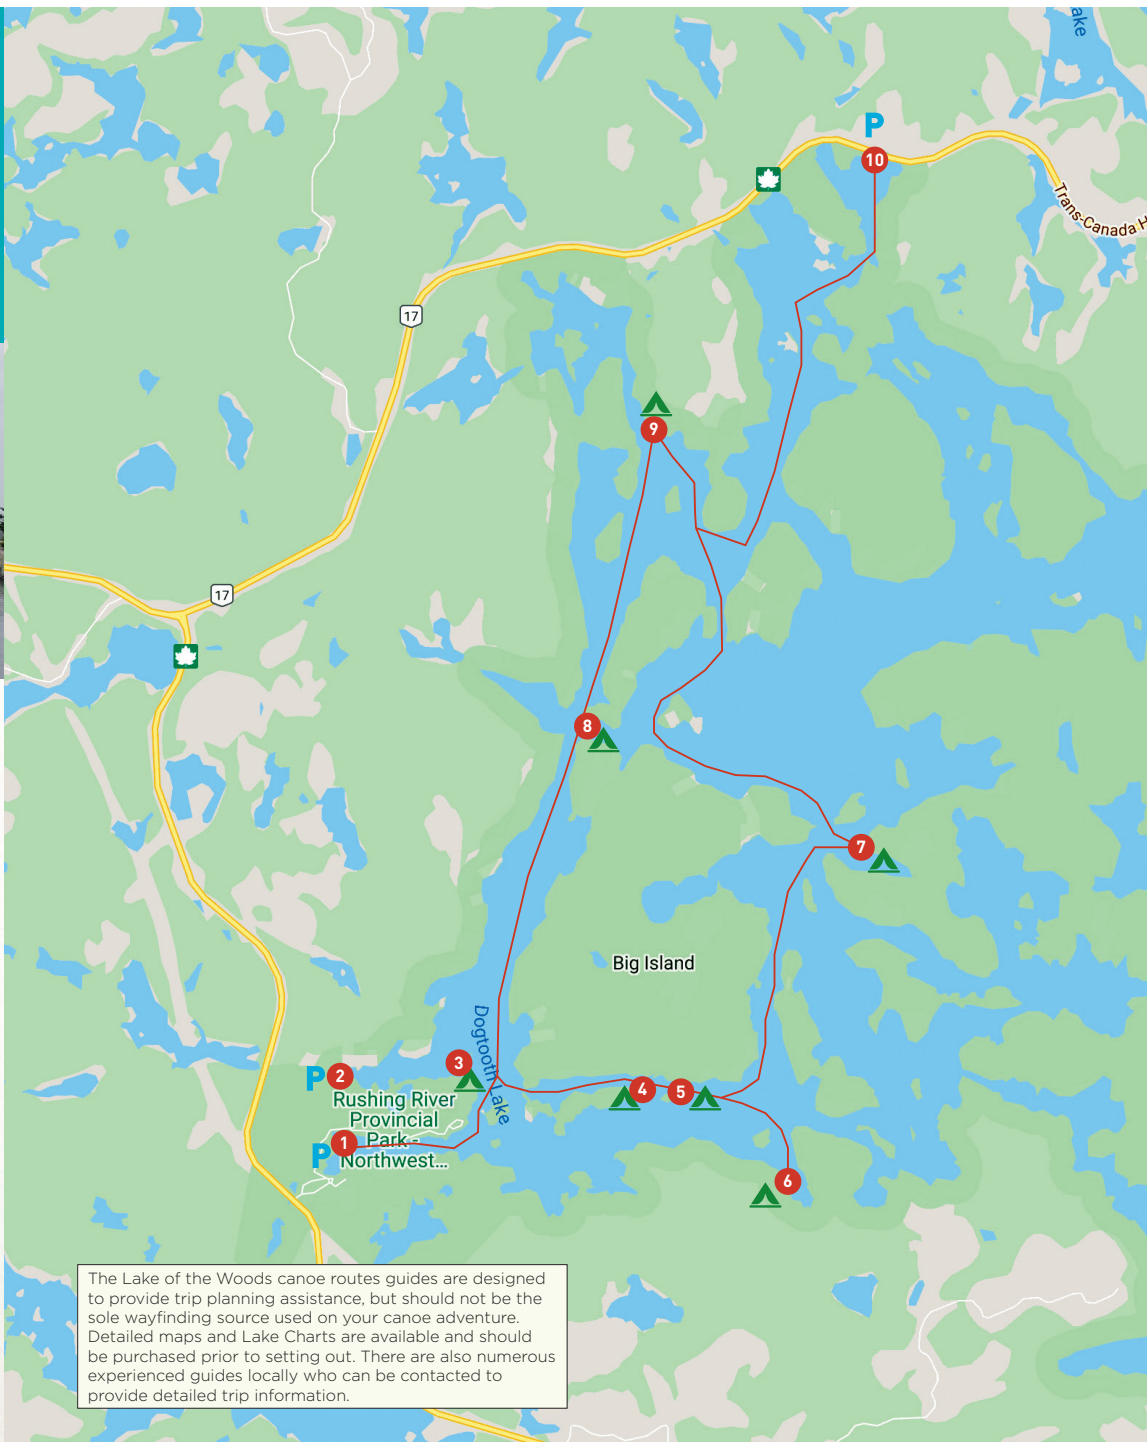 ake
P
10
Trans-Canada H
17
9
17
8
7
Big Island
Dogtooth Lake
3
P 2
4
5
Rushing River
Provincial
Park -
Northwest...
1
P
6
The Lake of the Woods canoe routes guides are designed
to provide trip planning assistance, but should not be the
sole wayfinding source used on your canoe adventure.
Detailed maps and Lake Charts are available and should
be purchased prior to setting out. There are also numerous
experienced guides locally who can be contacted to
provide detailed trip information.